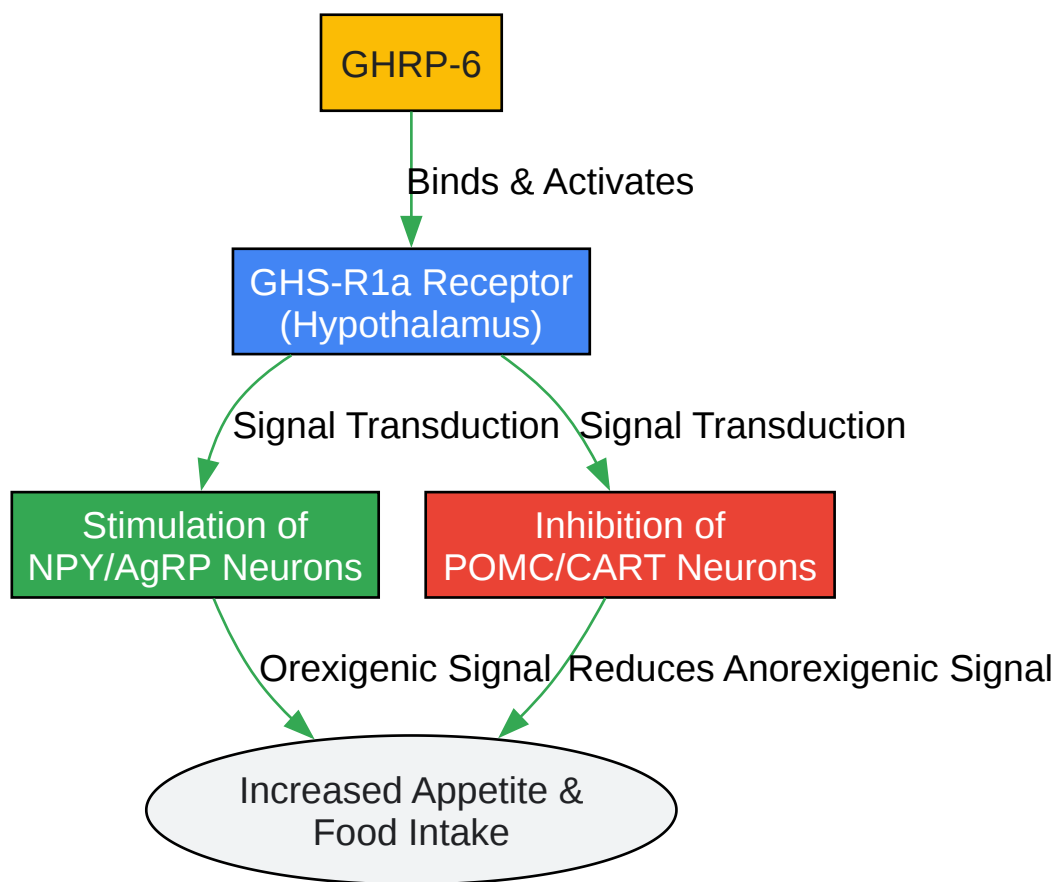 GHRP-6
Binds & Activates
GHS-R1a Receptor
(Hypothalamus)
Signal Transduction
Signal Transduction
Stimulation of
NPY/AgRP Neurons
Inhibition of
POMC/CART Neurons
Orexigenic Signal
Reduces Anorexigenic Signal
Increased Appetite &
Food Intake